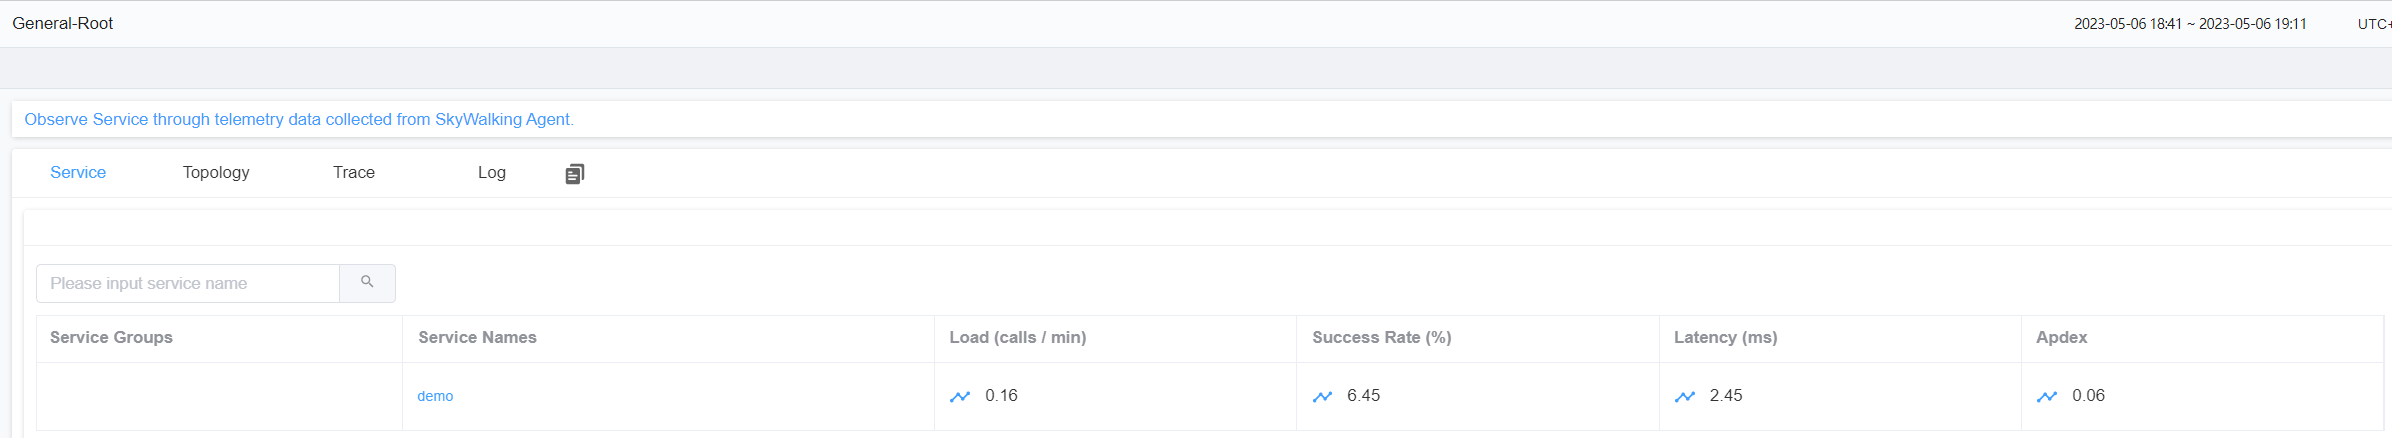 General-Root
2023-05-06 18:41 ~ 2023-05-06 19:11
UTC+
Observe Service through telemetry data collected from SkyWalking Agent.
Service Topology Trace Log
Please input service name
Service Groups Service Names Load (calls / min) Success Rate (%) Latency (ms) Apdex
demo 0.16 6.45 2.45 0.06